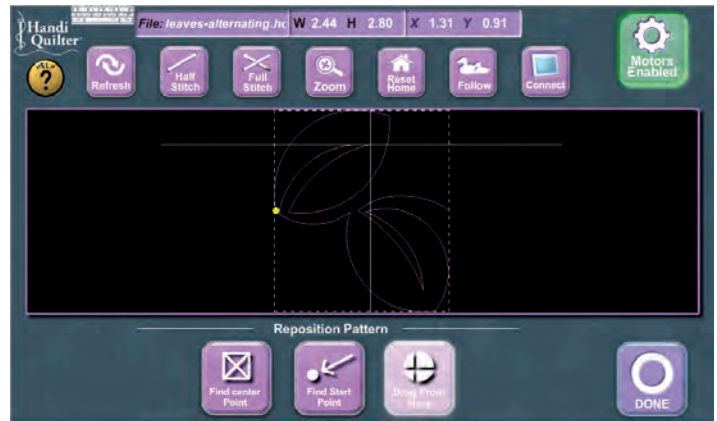 Handi
Quilter
File: leaves-alternating.hc W 2.44 H 2.80 X 1.31 Y 0.91
HELP
?
Refresh
Half
Stitch
Full
Stitch
Zoom
Reset
Home
Follow
Connect
Motors
Enabled
Reposition Pattern
Find center
Point
Find Start
Point
Drag From
Here
DONE